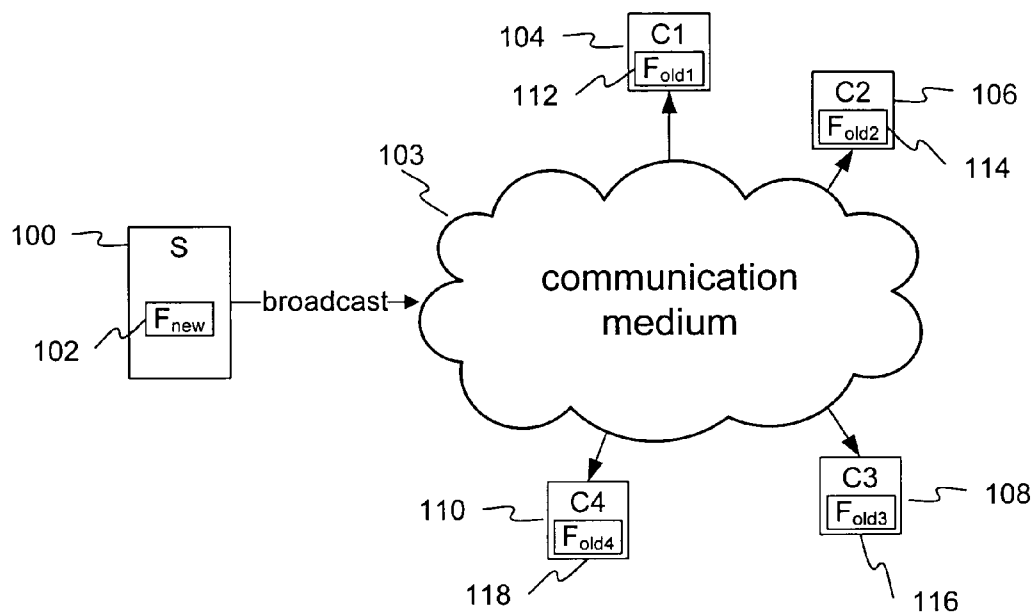 104
C1
F_old1
112
C2
106
F_old2
114
103
100
S
communication
medium
broadcast
F_new
102
C3
108
F_old3
110
C4
F_old4
118
116